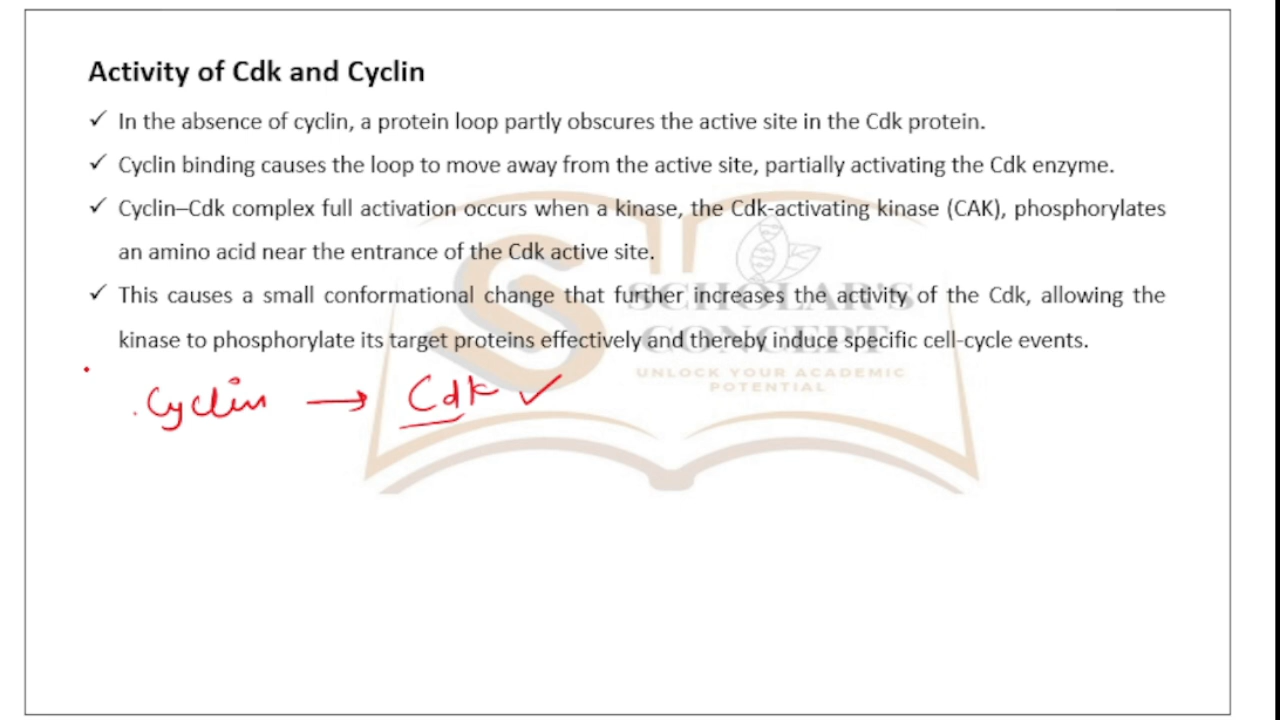 Activity of Cdk and Cyclin
✓ In the absence of cyclin, a protein loop partly obscures the active site in the Cdk protein.
✓ Cyclin binding causes the loop to move away from the active site, partially activating the Cdk enzyme.
✓ Cyclin–Cdk complex full activation occurs when a kinase, the Cdk-activating kinase (CAK), phosphorylates
an amino acid near the entrance of the Cdk active site.
✓ This causes a small conformational change that further increases the activity of the Cdk, allowing the
kinase to phosphorylate its target proteins effectively and thereby induce specific cell-cycle events.
SCHOLAR'S
CONCEPT
UNLOCK YOUR ACADEMIC
POTENTIAL
Cyclin → Cdk ✓